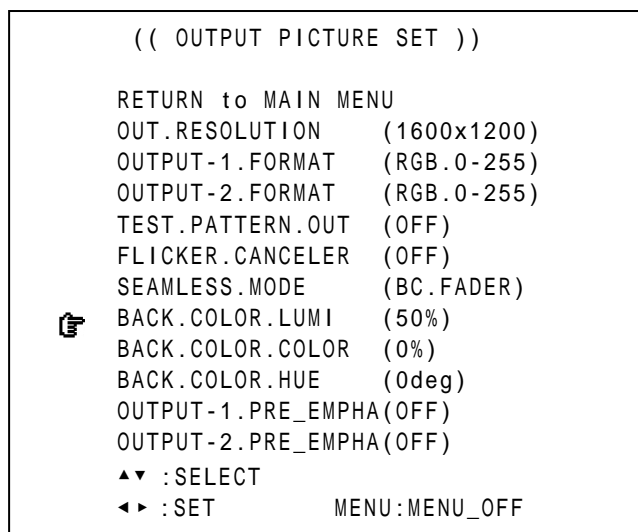 (( OUTPUT PICTURE SET ))
RETURN to MAIN MENU
OUT.RESOLUTION (1600x1200)
OUTPUT-1.FORMAT (RGB.0-255)
OUTPUT-2.FORMAT (RGB.0-255)
TEST.PATTERN.OUT (OFF)
FLICKER.CANCELER (OFF)
SEAMLESS.MODE (BC.FADER)
BACK.COLOR.LUMI (50%)
BACK.COLOR.COLOR (0%)
BACK.COLOR.HUE (0deg)
OUTPUT-1.PRE_EMPHA(OFF)
OUTPUT-2.PRE_EMPHA(OFF)
▲▼ :SELECT
◄► :SET MENU:MENU_OFF